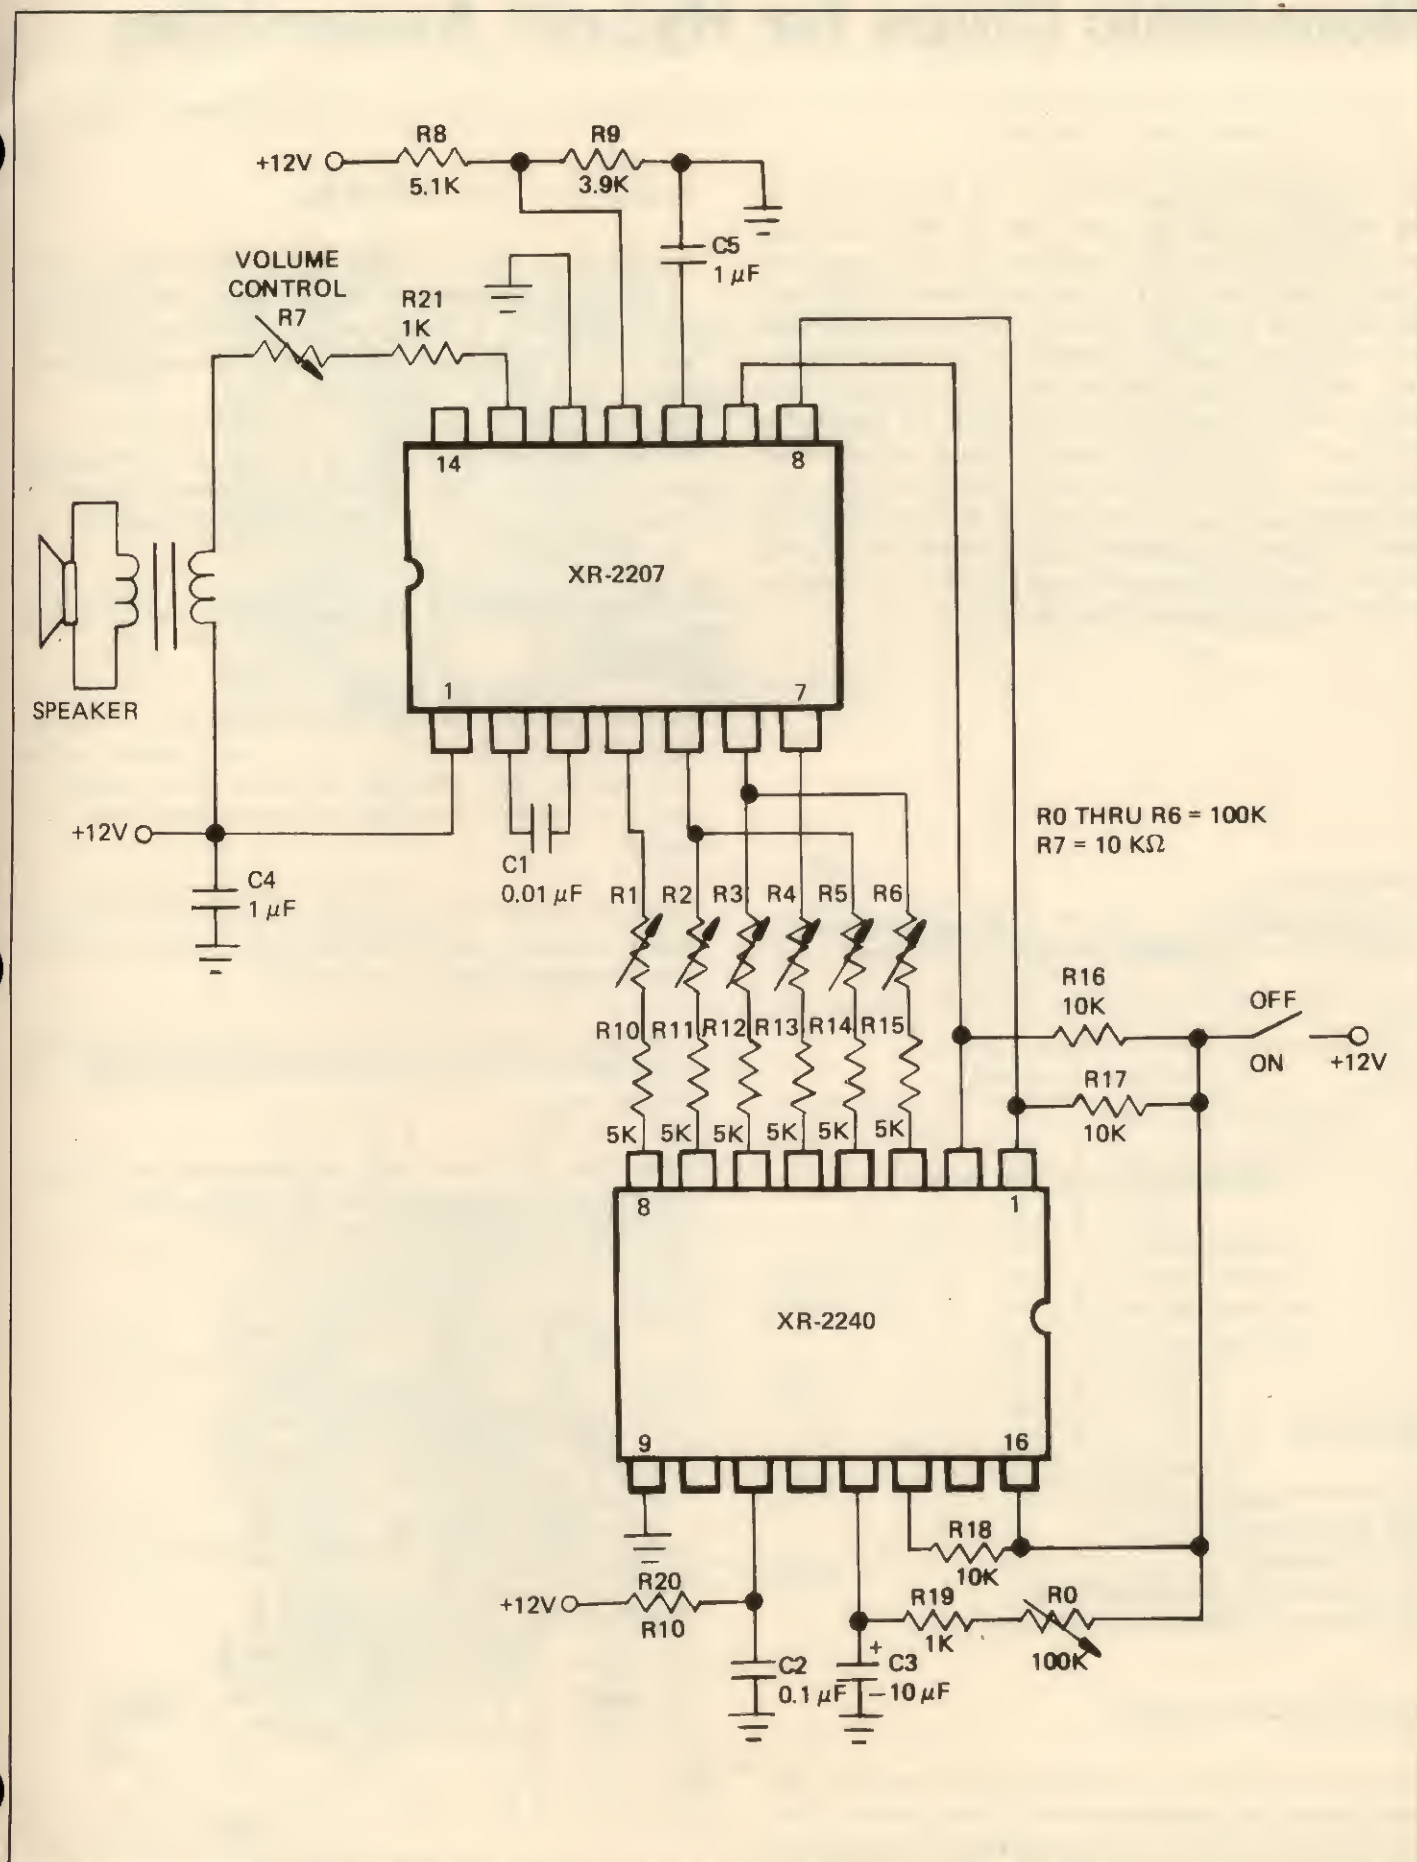 R8
R9
+12V
5.1K
3.9K
C5
1 μF
VOLUME
CONTROL
R7
R21
1K
14
8
XR-2207
1
7
SPEAKER
+12V
C4
1 μF
C1
0.01 μF
R0 THRU R6 = 100K
R7 = 10 KΩ
R1 R2 R3 R4 R5 R6
R10 R11 R12 R13 R14 R15
5K 5K 5K 5K 5K 5K
R16
10K
OFF
ON
+12V
R17
10K
8
1
XR-2240
9
16
R18
10K
R20
+12V
R10
R19
1K
R0
100K
C2
0.1 μF
+
C3
10 μF